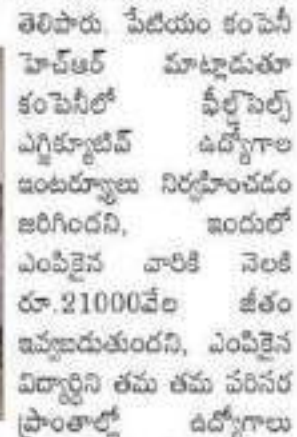 తెలిపారు. పేటియం కంపెనీ
హెచ్ఆర్ మాట్లాడుతూ
కంపెనీలో ఫీల్డ్‌సేల్స్
ఎగ్జిక్యూటివ్ ఉద్యోగాల
ఇంటర్వ్యూలు నిర్వహించడం
జరిగిందని, ఇందులో
ఎంపికైన వారికి నెలకి
రూ.21000వేల జీతం
ఇవ్వబడుతుందని, ఎంపికైన
విద్యార్థిని తమ తమ పరిసర
ప్రాంతాల్లో ఉద్యోగాలు